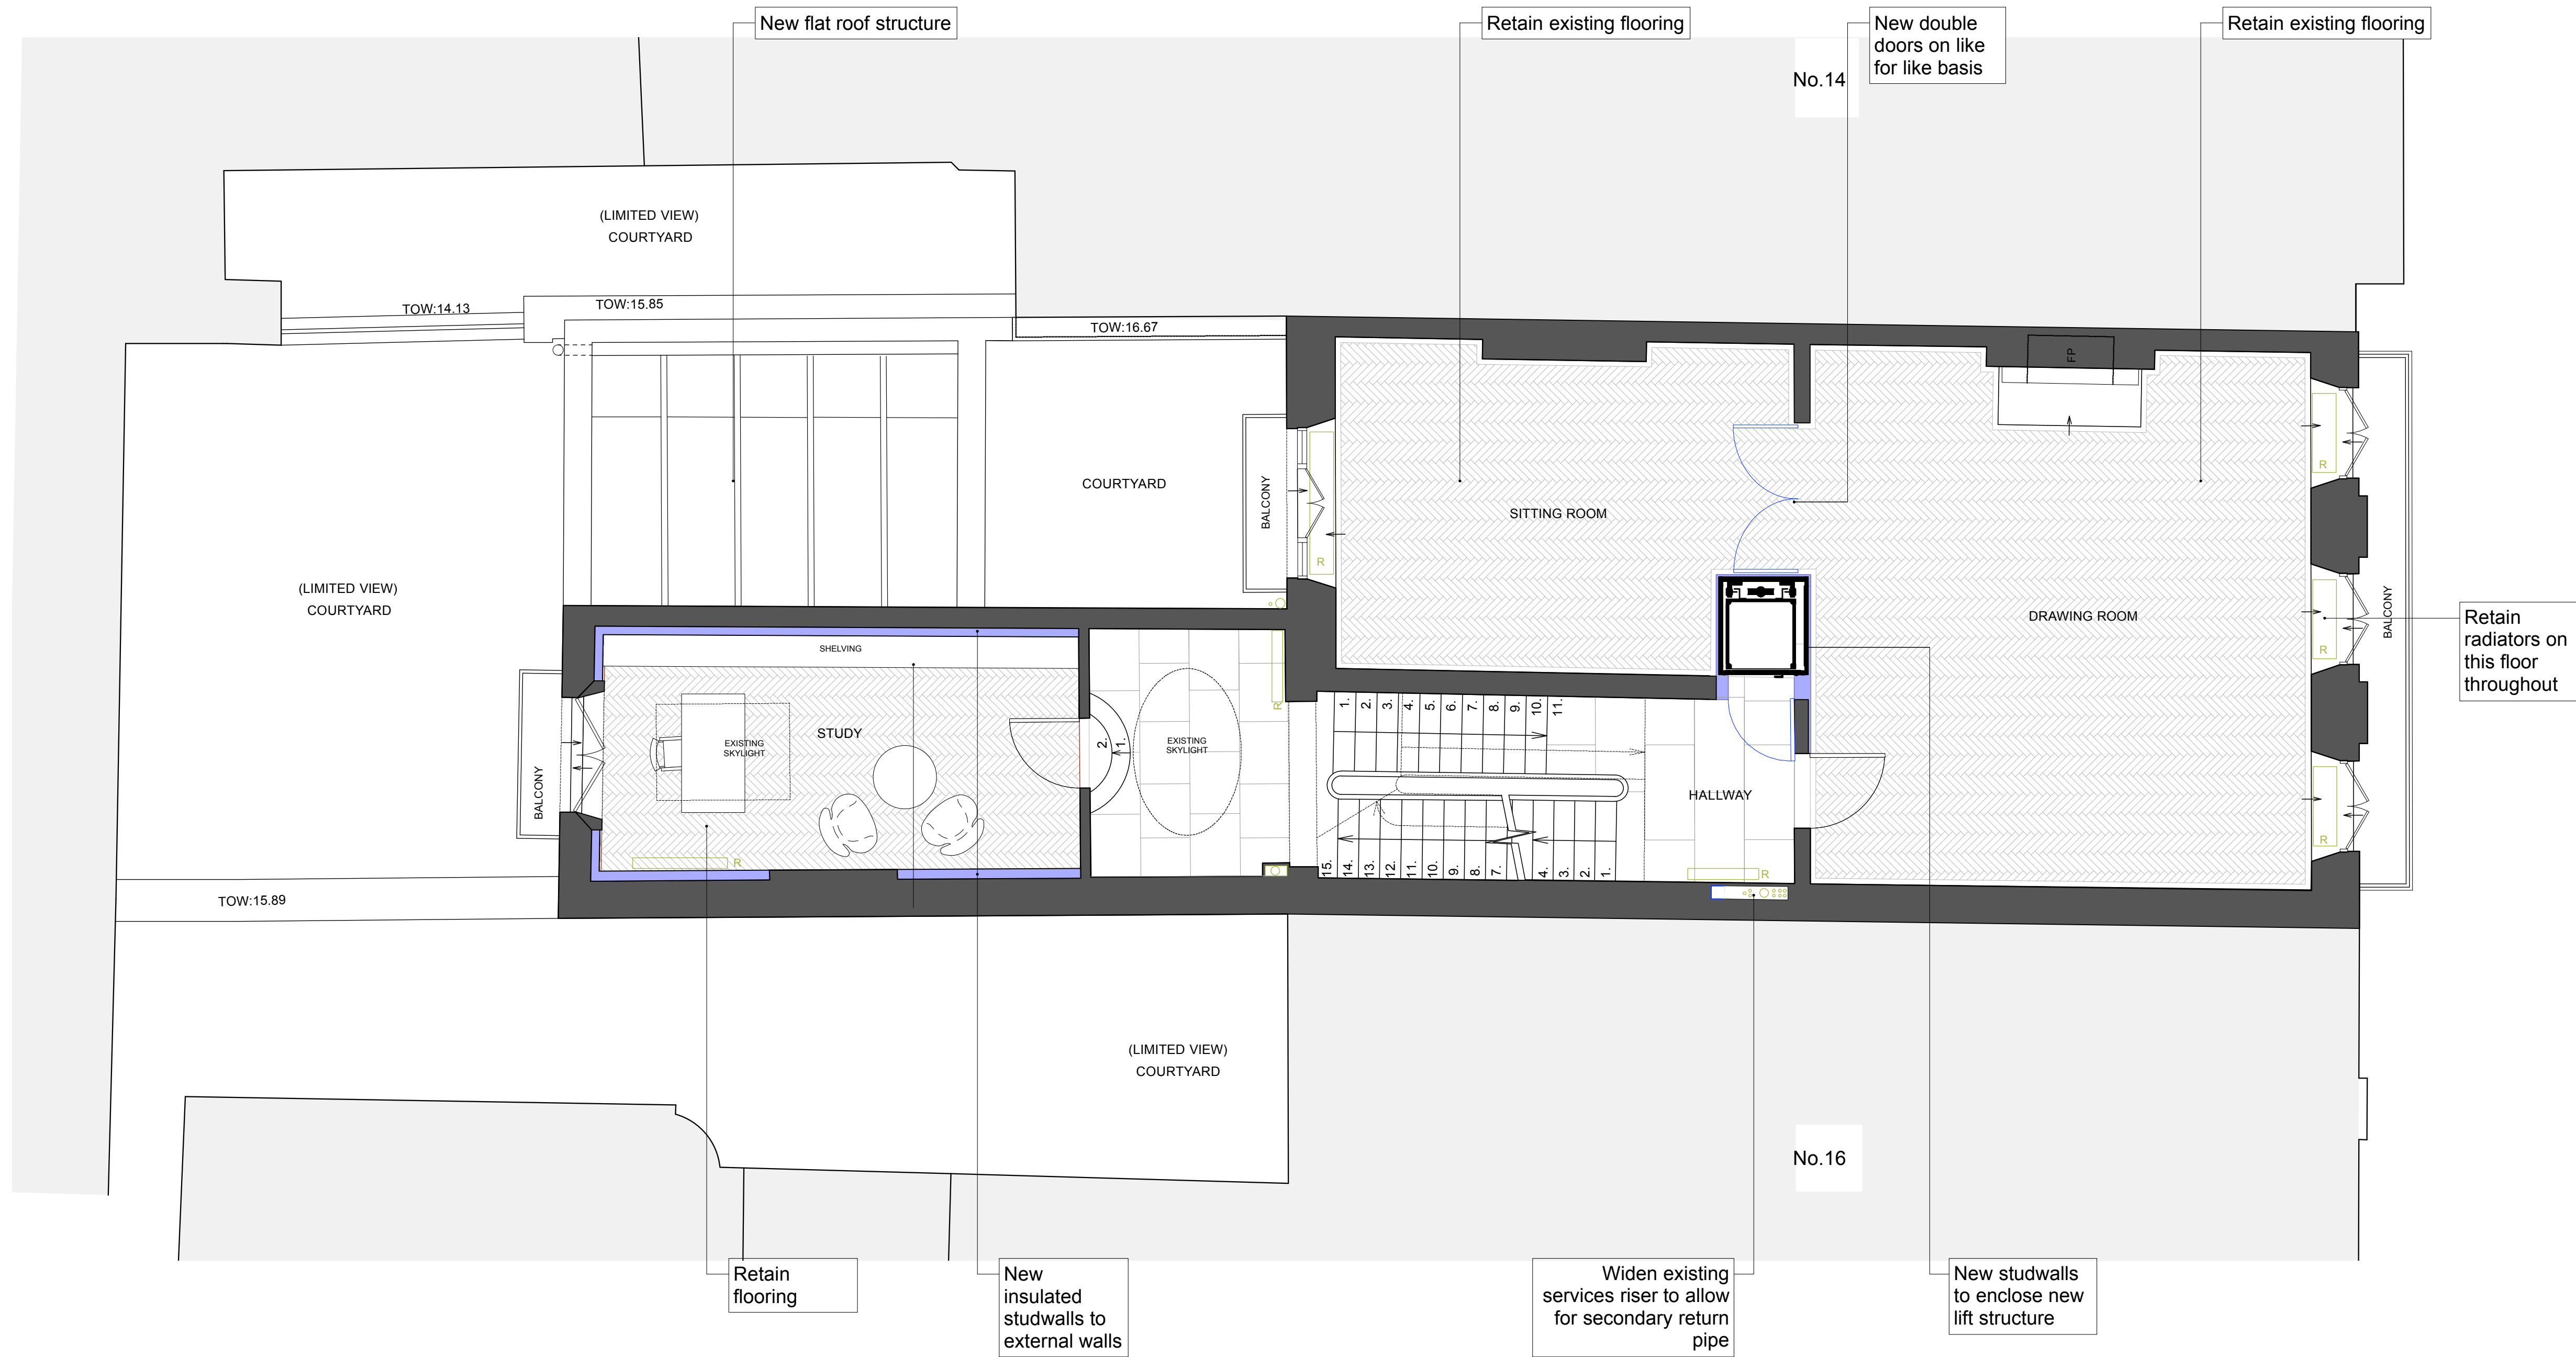 New flat roof structure
Retain existing flooring
New double
doors on like
for like basis
Retain existing flooring
No.14
(LIMITED VIEW)
COURTYARD
TOW:14.13
TOW:15.85
TOW:16.67
FP
COURTYARD
BALCONY
R
SITTING ROOM
R
(LIMITED VIEW)
COURTYARD
DRAWING ROOM
R
BALCONY
Retain
radiators on
this floor
throughout
SHELVING
STUDY
EXISTING
SKYLIGHT
BALCONY
R
2.
1.
EXISTING
SKYLIGHT
R
1.
2.
3.
4.
5.
6.
7.
8.
9.
10.
11.
HALLWAY
R
15.
14.
13.
12.
11.
10.
9.
8.
7.
4.
3.
2.
1.
R
TOW:15.89
(LIMITED VIEW)
COURTYARD
No.16
Retain
flooring
New
insulated
studwalls to
external walls
Widen existing
services riser to allow
for secondary return
pipe
New studwalls
to enclose new
lift structure